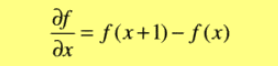 ∂f/∂x = f(x+1) − f(x)